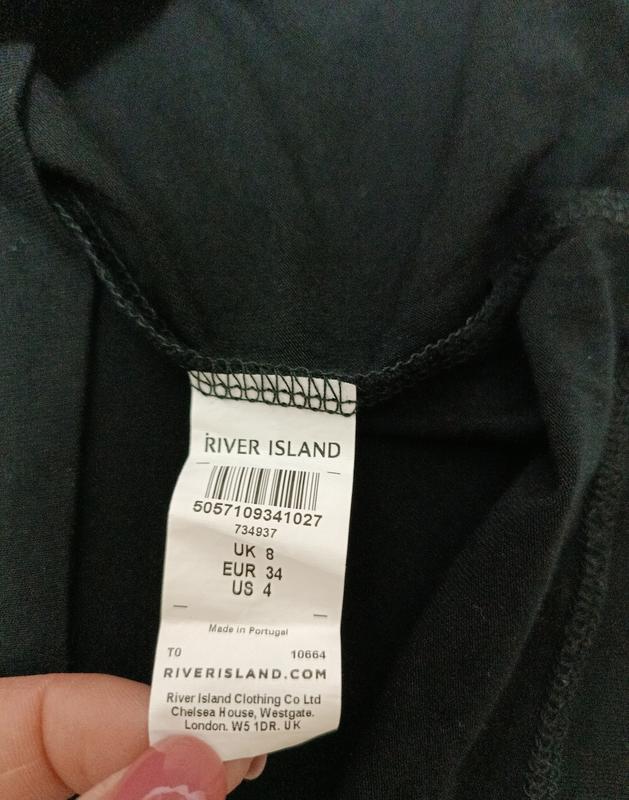 RIVER ISLAND
5057109341027
734937
UK 8
EUR 34
US 4
Made in Portugal
TO 10664
RIVERISLAND.COM
River Island Clothing Co Ltd
Chelsea House, Westgate.
London. W5 1DR. UK